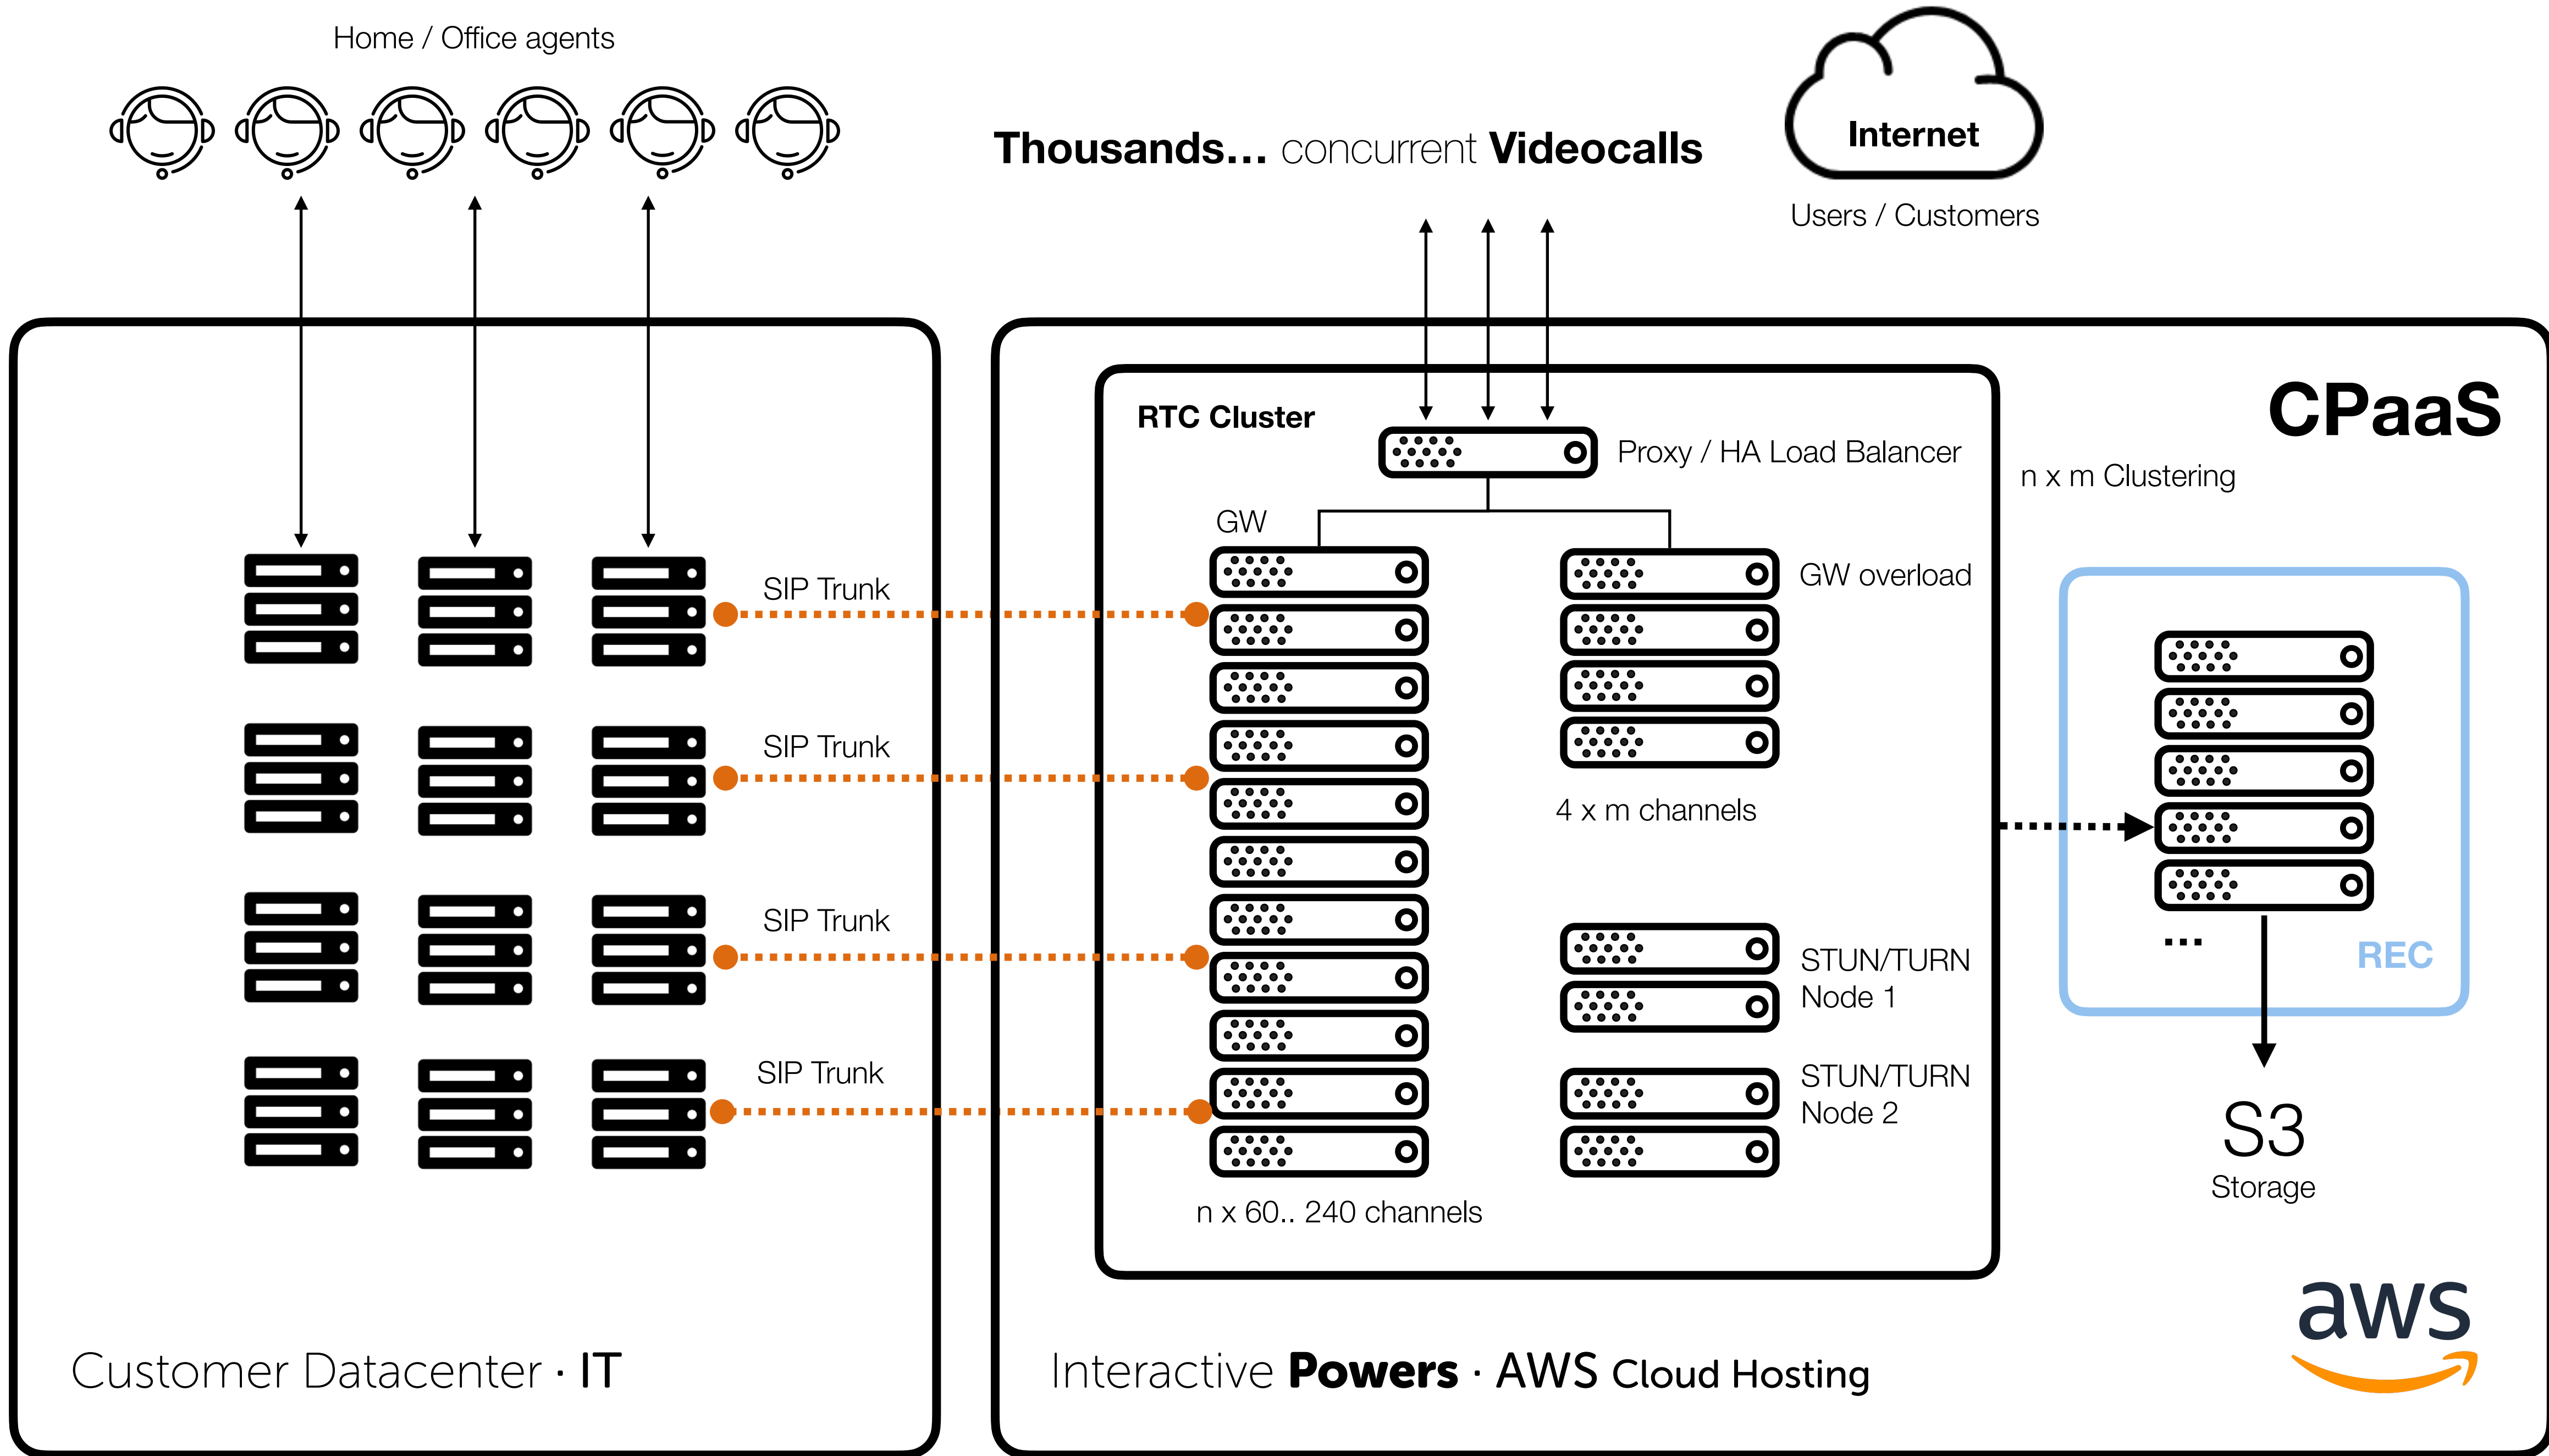 Home / Office agents
Thousands... concurrent Videocalls
Internet
Users / Customers
CPaaS
RTC Cluster
Proxy / HA Load Balancer
n x m Clustering
GW
GW overload
SIP Trunk
SIP Trunk
4 x m channels
SIP Trunk
STUN/TURN
Node 1
...
REC
SIP Trunk
STUN/TURN
Node 2
S3
Storage
n x 60.. 240 channels
Customer Datacenter · IT
Interactive Powers · AWS Cloud Hosting
aws